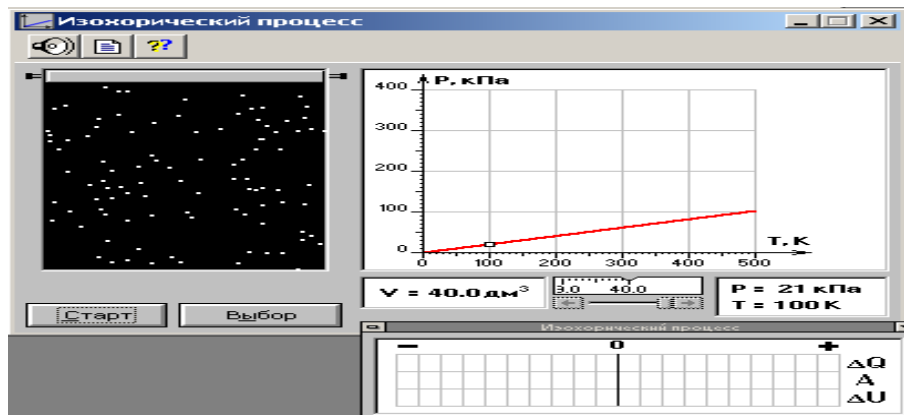 Изохорический процесс
??
P, кПа
400
300
200
100
0
T, K
0 100 200 300 400 500
V = 40.0 дм³
3.0 40.0
P = 21 кПа
T = 100 K
Старт
Выбор
Изохорический процесс
− 0 +
ΔQ
A
ΔU